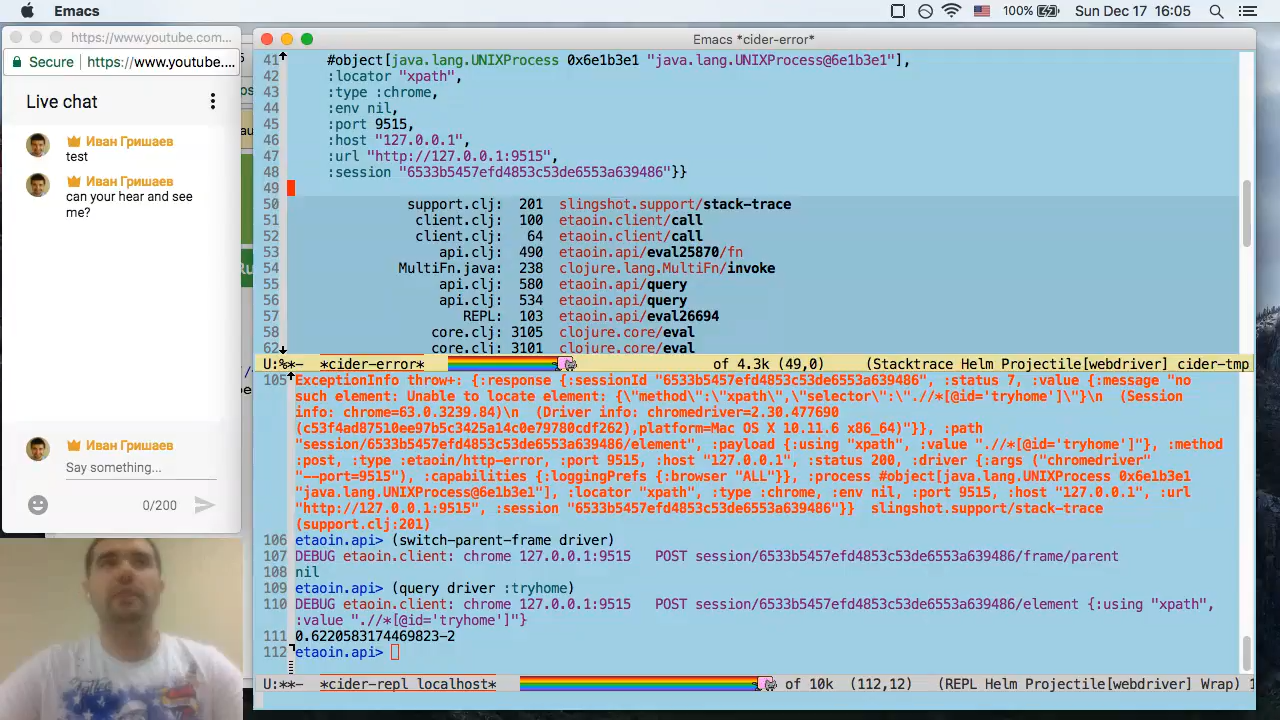 Emacs
100%
Sun Dec 17 16:05
https://www.youtube.com...
Secure
https://www.youtube....
Live chat
Иван Гришаев
test
Иван Гришаев
can your hear and see
me?
Иван Гришаев
Say something...
0/200
Emacs *cider-error*
41 #object[java.lang.UNIXProcess 0x6e1b3e1 "java.lang.UNIXProcess@6e1b3e1"],
42 :locator "xpath",
43 :type :chrome,
44 :env nil,
45 :port 9515,
46 :host "127.0.0.1",
47 :url "http://127.0.0.1:9515",
48 :session "6533b5457efd4853c53de6553a639486"}}
49
50 support.clj: 201 slingshot.support/stack-trace
51 client.clj: 100 etaoin.client/call
52 client.clj: 64 etaoin.client/call
53 api.clj: 490 etaoin.api/eval25870/fn
54 MultiFn.java: 238 clojure.lang.MultiFn/invoke
55 api.clj: 580 etaoin.api/query
56 api.clj: 534 etaoin.api/query
57 REPL: 103 etaoin.api/eval26694
58 core.clj: 3105 clojure.core/eval
62 core.clj: 3101 clojure.core/eval
U:%*- *cider-error* of 4.3k (49,0) (Stacktrace Helm Projectile[webdriver] cider-tmp
105 ExceptionInfo throw+: {:response {:sessionId "6533b5457efd4853c53de6553a639486", :status 7, :value {:message "no
such element: Unable to locate element: {\"method\":\"xpath\",\"selector\":\".//*[@id='tryhome']\"}\n (Session
info: chrome=63.0.3239.84)\n (Driver info: chromedriver=2.30.477690
(c53f4ad87510ee97b5c3425a14c0e79780cdf262),platform=Mac OS X 10.11.6 x86_64)"}}, :path
"session/6533b5457efd4853c53de6553a639486/element", :payload {:using "xpath", :value ".//*[@id='tryhome']"}, :method
:post, :type :etaoin/http-error, :port 9515, :host "127.0.0.1", :status 200, :driver {:args ("chromedriver"
"--port=9515"), :capabilities {:loggingPrefs {:browser "ALL"}}, :process #object[java.lang.UNIXProcess 0x6e1b3e1
"java.lang.UNIXProcess@6e1b3e1"], :locator "xpath", :type :chrome, :env nil, :port 9515, :host "127.0.0.1", :url
"http://127.0.0.1:9515", :session "6533b5457efd4853c53de6553a639486"}} slingshot.support/stack-trace
(support.clj:201)
106 etaoin.api> (switch-parent-frame driver)
107 DEBUG etaoin.client: chrome 127.0.0.1:9515 POST session/6533b5457efd4853c53de6553a639486/frame/parent
108 nil
109 etaoin.api> (query driver :tryhome)
110 DEBUG etaoin.client: chrome 127.0.0.1:9515 POST session/6533b5457efd4853c53de6553a639486/element {:using "xpath",
:value ".//*[@id='tryhome']"}
111 0.6220583174469823-2
112 etaoin.api>
U:**- *cider-repl localhost* of 10k (112,12) (REPL Helm Projectile[webdriver] Wrap) 1